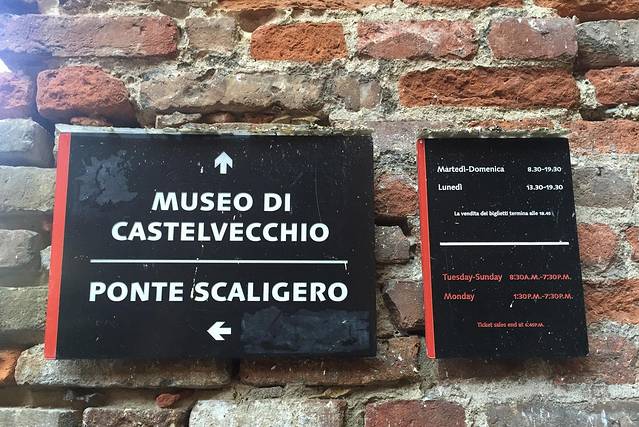 MUSEO DI
CASTELVECCHIO
PONTE SCALIGERO
Martedì-Domenica 8.30-19.30
Lunedì 13.30-19.30
La vendita dei biglietti termina alle 18.45
Tuesday-Sunday 8:30A.M.-7:30P.M.
Monday 1:30P.M.-7:30P.M.
Ticket sales end at 6:45P.M.